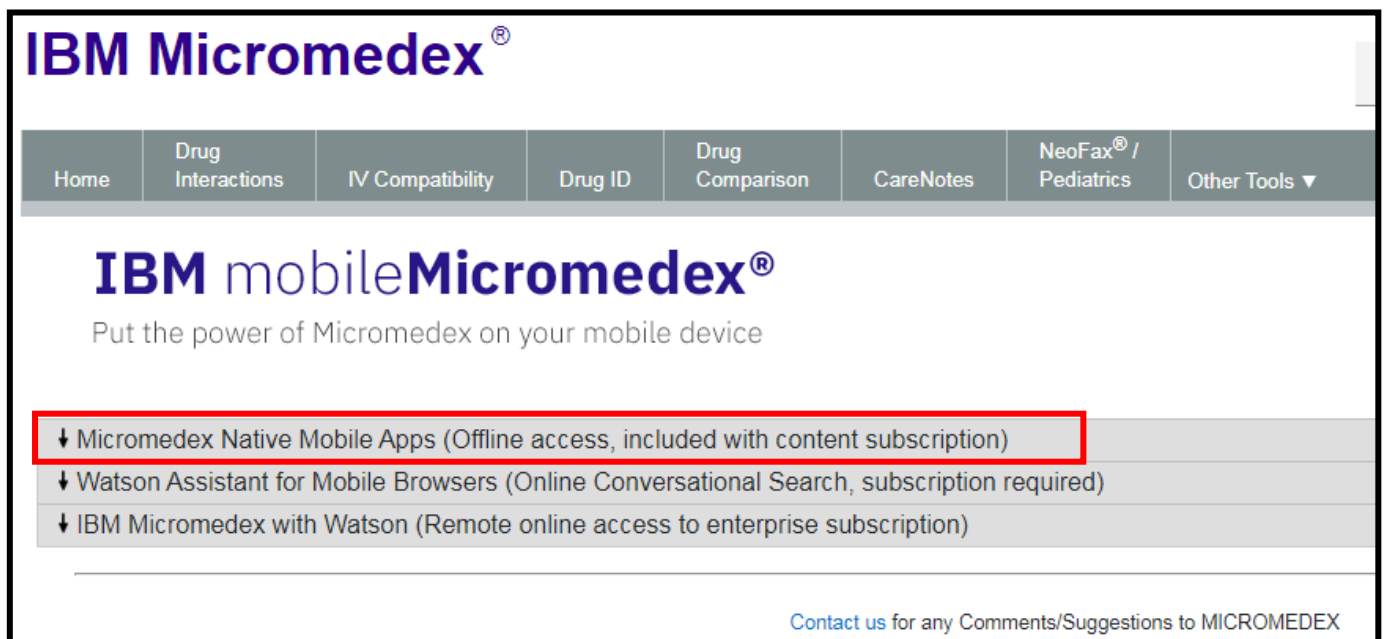 IBM Micromedex®
Home
Drug
Interactions
IV Compatibility
Drug ID
Drug
Comparison
CareNotes
NeoFax® /
Pediatrics
Other Tools ▼
IBM mobileMicromedex®
Put the power of Micromedex on your mobile device
↓ Micromedex Native Mobile Apps (Offline access, included with content subscription)
↓ Watson Assistant for Mobile Browsers (Online Conversational Search, subscription required)
↓ IBM Micromedex with Watson (Remote online access to enterprise subscription)
Contact us for any Comments/Suggestions to MICROMEDEX